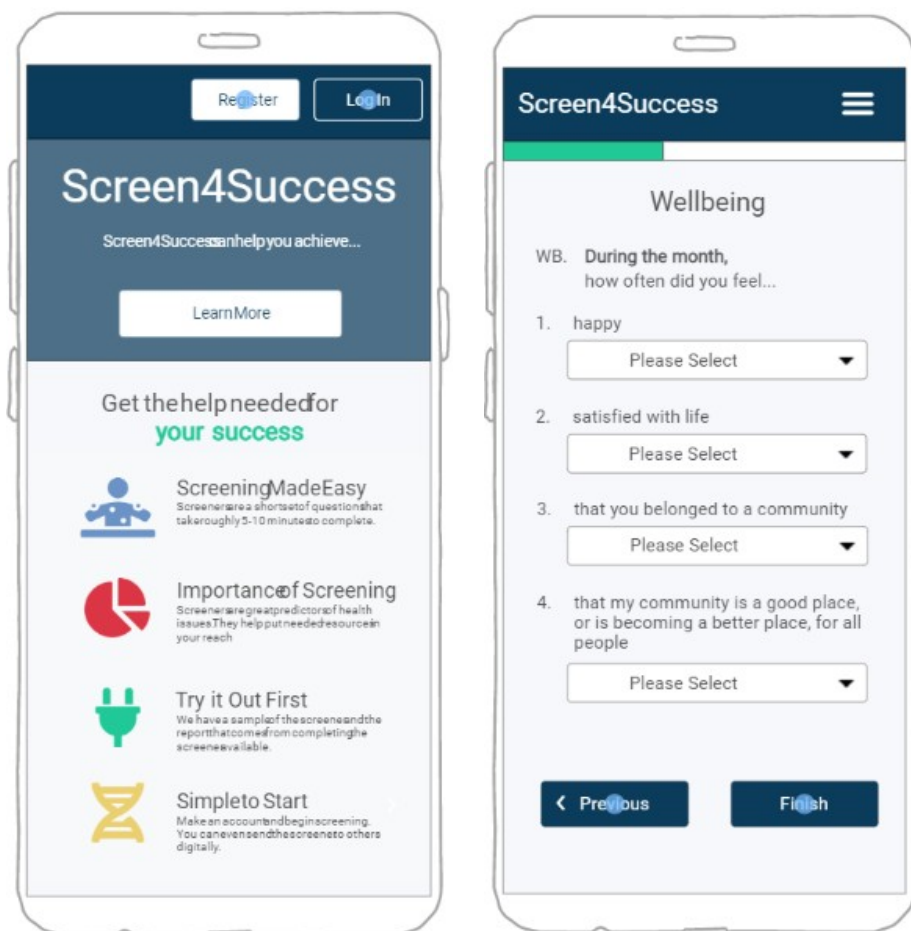 Register
Log In
Screen4Success
Screen4Success can help you achieve...
Learn More
Get the help needed for
your success
Screening Made Easy
Screeners are a short set of questions that
take roughly 5-10 minutes to complete.
Importance of Screening
Screeners are great predictors of health
issues. They help put needed resources in
your reach
Try it Out First
We have a sample of the screener and the
report that comes from completing the
screener available.
Simple to Start
Make an account and begin screening.
You can even send the screener to others
digitally.
Screen4Success
Wellbeing
WB. During the month,
how often did you feel...
1. happy
Please Select
2. satisfied with life
Please Select
3. that you belonged to a community
Please Select
4. that my community is a good place,
or is becoming a better place, for all
people
Please Select
Previous
Finish